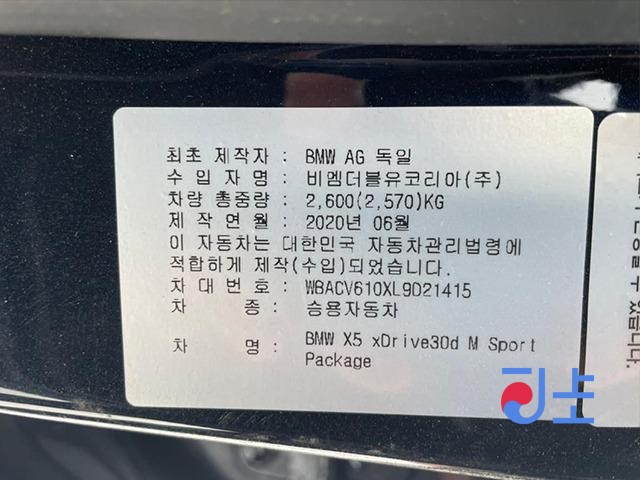 최초 제작자 : BMW AG 독일
수 입 자 명 : 비엠더블유코리아(주)
차량 총중량 : 2,600(2,570)KG
제 작 연 월 : 2020년 06월
이 자동차는 대한민국 자동차관리법령에
적합하게 제작(수입)되었습니다.
차 대 번 호 : WBACV610XL9D21415
차 종 : 승용자동차
차 명 : BMW X5 xDrive30d M Sport
Package